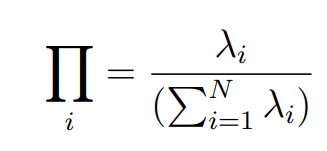 ∏_i = λ_i / (∑_{i=1}^{N} λ_i)